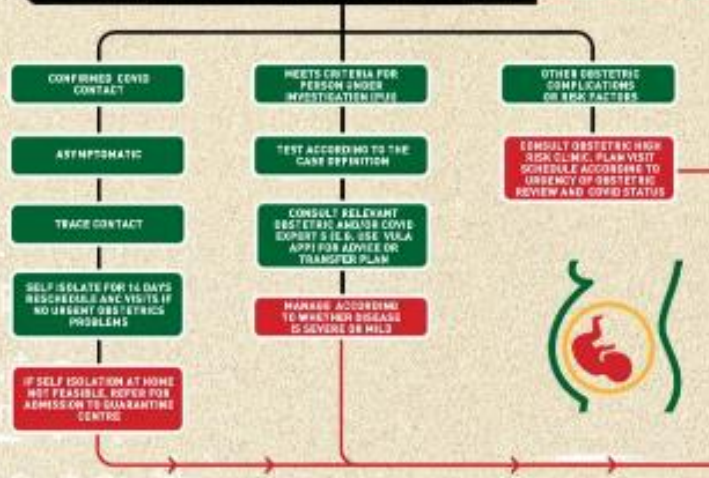 CONFIRMED COVID
CONTACT
ASYMPTOMATIC
TRACE CONTACT
SELF ISOLATE FOR 14 DAYS
RESCHEDULE ANC VISITS IF
NO URGENT OBSTETRICS
PROBLEMS
IF SELF ISOLATION AT HOME
NOT FEASIBLE, REFER FOR
ADMISSION TO QUARANTINE
CENTRE
MEETS CRITERIA FOR
PERSON UNDER
INVESTIGATION (PUI)
TEST ACCORDING TO THE
CASE DEFINITION
CONSULT RELEVANT
OBSTETRIC AND/OR COVID
EXPERT S (E.G. USE VULA
APP) FOR ADVICE OR
TRANSFER PLAN
MANAGE ACCORDING
TO WHETHER DISEASE
IS SEVERE OR MILD
OTHER OBSTETRIC
COMPLICATIONS
OR RISK FACTORS
CONSULT OBSTETRIC HIGH
RISK CLINIC. PLAN VISIT
SCHEDULE ACCORDING TO
URGENCY OF OBSTETRIC
REVIEW AND COVID STATUS